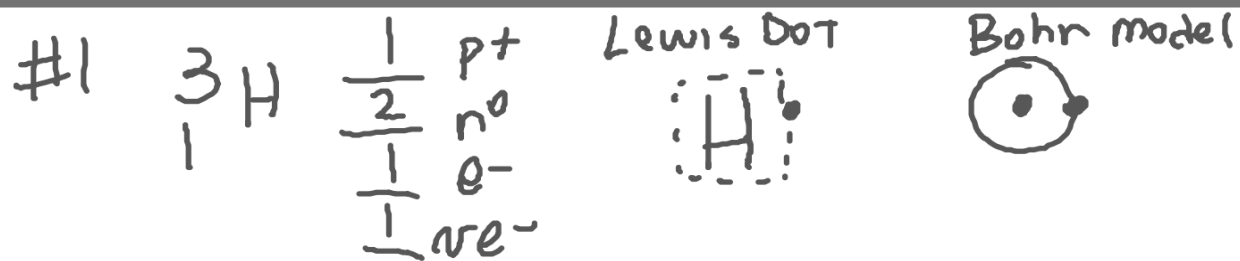 #1
3
1 H
1 p+
2 n0
1 e-
1 ve-
Lewis Dot
H
Bohr model